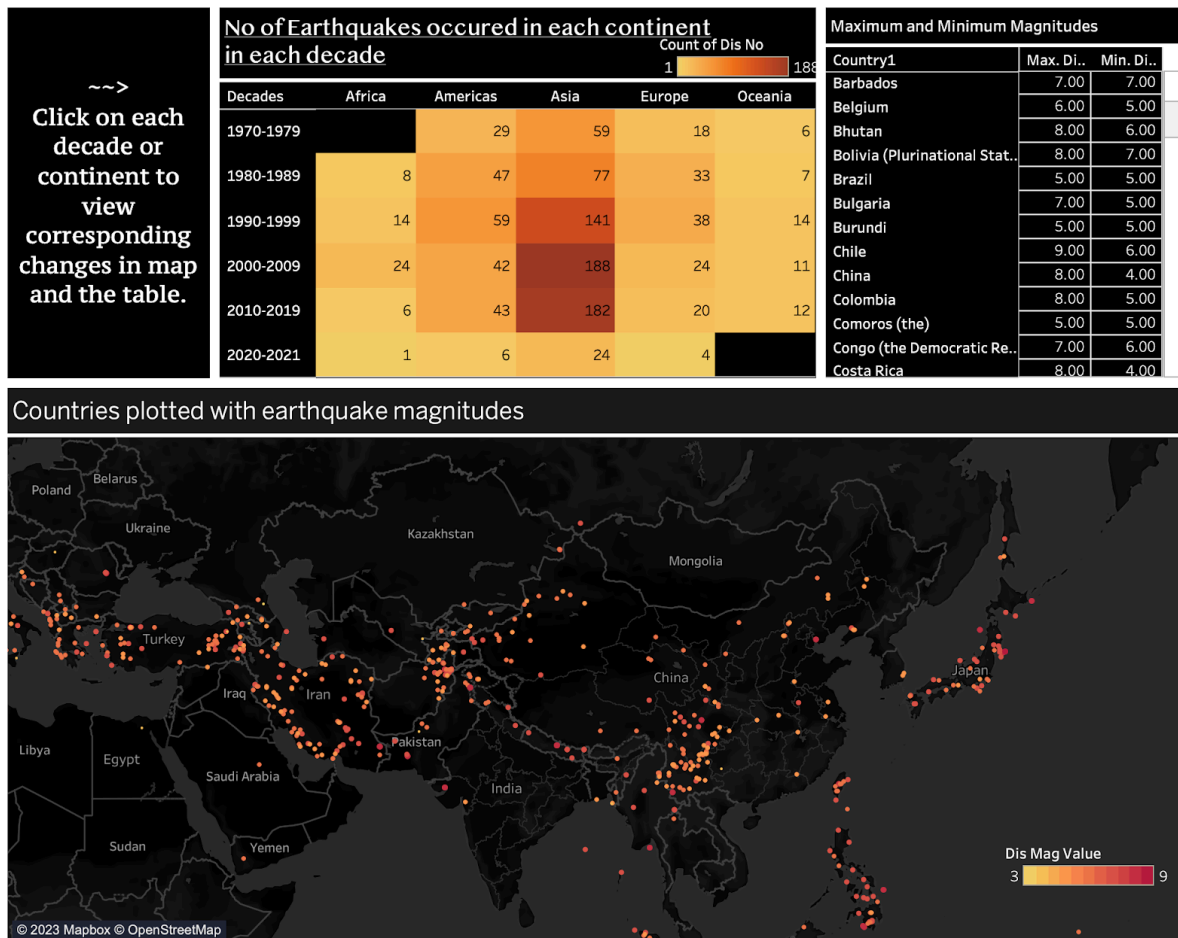 ~~>
Click on each
decade or
continent to
view
corresponding
changes in map
and the table.
No of Earthquakes occured in each continent
in each decade
Count of Dis No
1 188
Decades Africa Americas Asia Europe Oceania
1970-1979 29 59 18 6
1980-1989 8 47 77 33 7
1990-1999 14 59 141 38 14
2000-2009 24 42 188 24 11
2010-2019 6 43 182 20 12
2020-2021 1 6 24 4
Maximum and Minimum Magnitudes
Country1 Max. Di.. Min. Di..
Barbados 7.00 7.00
Belgium 6.00 5.00
Bhutan 8.00 6.00
Bolivia (Plurinational Stat.. 8.00 7.00
Brazil 5.00 5.00
Bulgaria 7.00 5.00
Burundi 5.00 5.00
Chile 9.00 6.00
China 8.00 4.00
Colombia 8.00 5.00
Comoros (the) 5.00 5.00
Congo (the Democratic Re.. 7.00 6.00
Costa Rica 8.00 4.00
Countries plotted with earthquake magnitudes
Poland
Belarus
Ukraine
Kazakhstan
Mongolia
Turkey
Japan
China
Iraq
Iran
Pakistan
Libya
Egypt
Saudi Arabia
India
Sudan
Yemen
Dis Mag Value
3 9
© 2023 Mapbox © OpenStreetMap